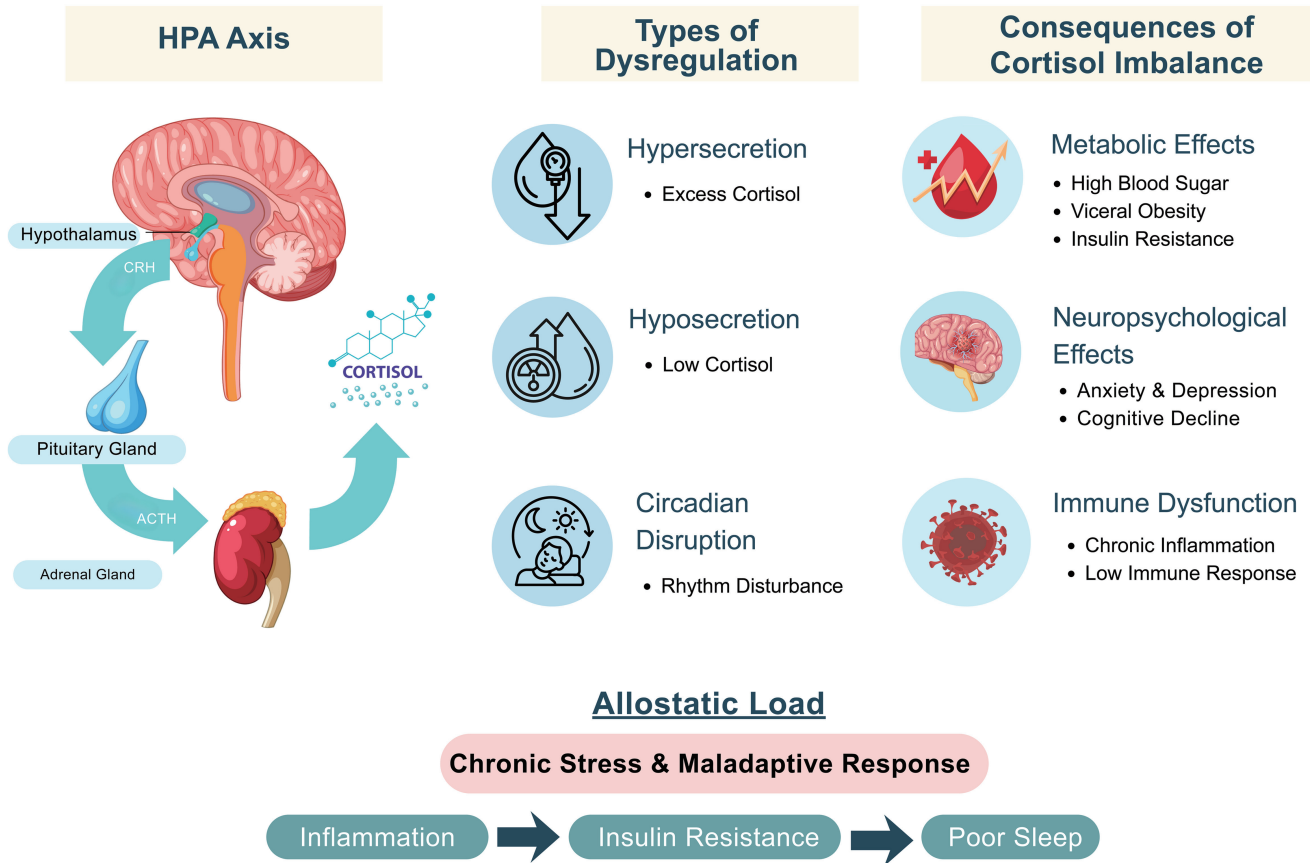 HPA Axis
Hypothalamus
CRH
Pituitary Gland
ACTH
Adrenal Gland
CORTISOL
Types of
Dysregulation
Hypersecretion
• Excess Cortisol
Hyposecretion
• Low Cortisol
Circadian
Disruption
• Rhythm Disturbance
Consequences of
Cortisol Imbalance
Metabolic Effects
• High Blood Sugar
• Viceral Obesity
• Insulin Resistance
Neuropsychological
Effects
• Anxiety & Depression
• Cognitive Decline
Immune Dysfunction
• Chronic Inflammation
• Low Immune Response
Allostatic Load
Chronic Stress & Maladaptive Response
Inflammation
Insulin Resistance
Poor Sleep